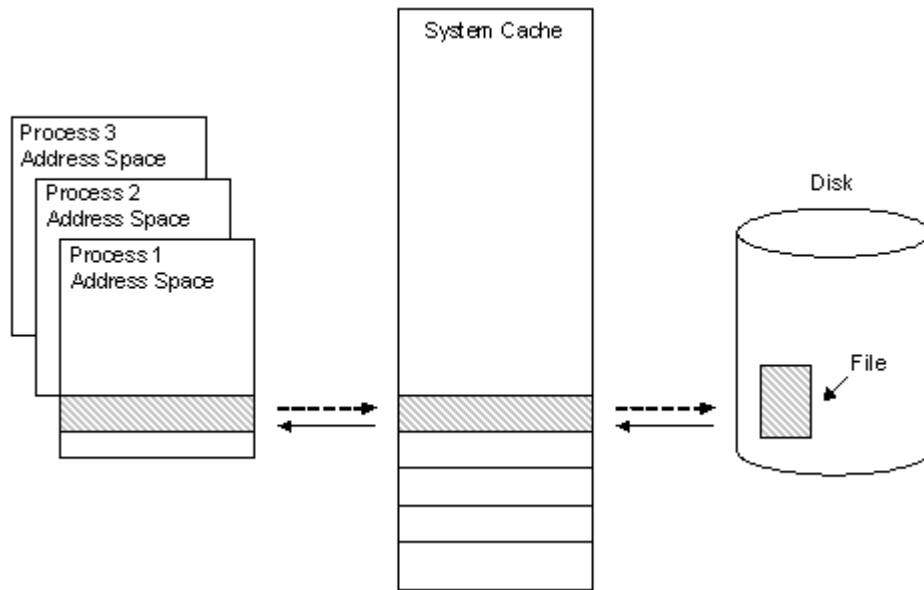 System Cache
Process 3
Address Space
Process 2
Address Space
Process 1
Address Space
Disk
File